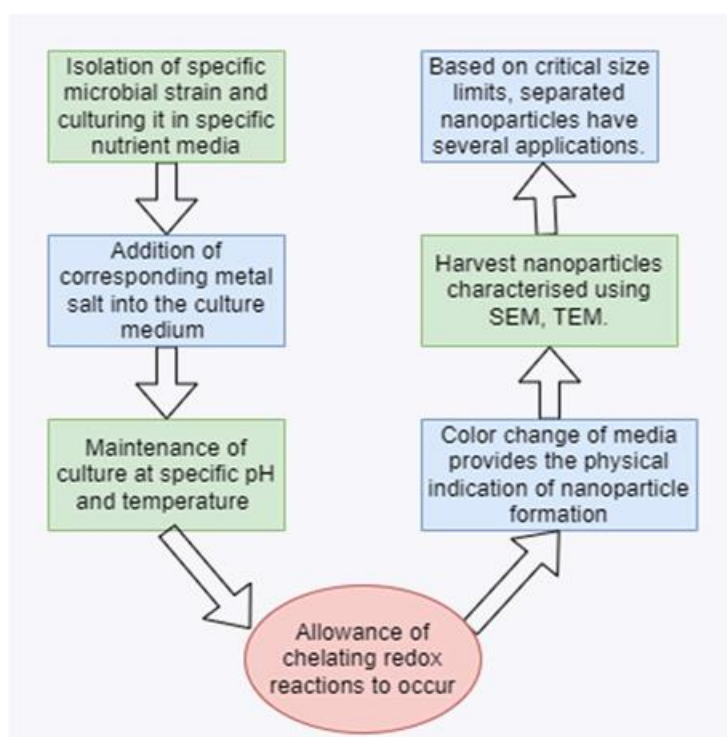 Isolation of specific
microbial strain and
culturing it in specific
nutrient media
Addition of
corresponding metal
salt into the culture
medium
Maintenance of
culture at specific pH
and temperature
Allowance of
chelating redox
reactions to occur
Color change of media
provides the physical
indication of nanoparticle
formation
Harvest nanoparticles
characterised using
SEM, TEM.
Based on critical size
limits, separated
nanoparticles have
several applications.